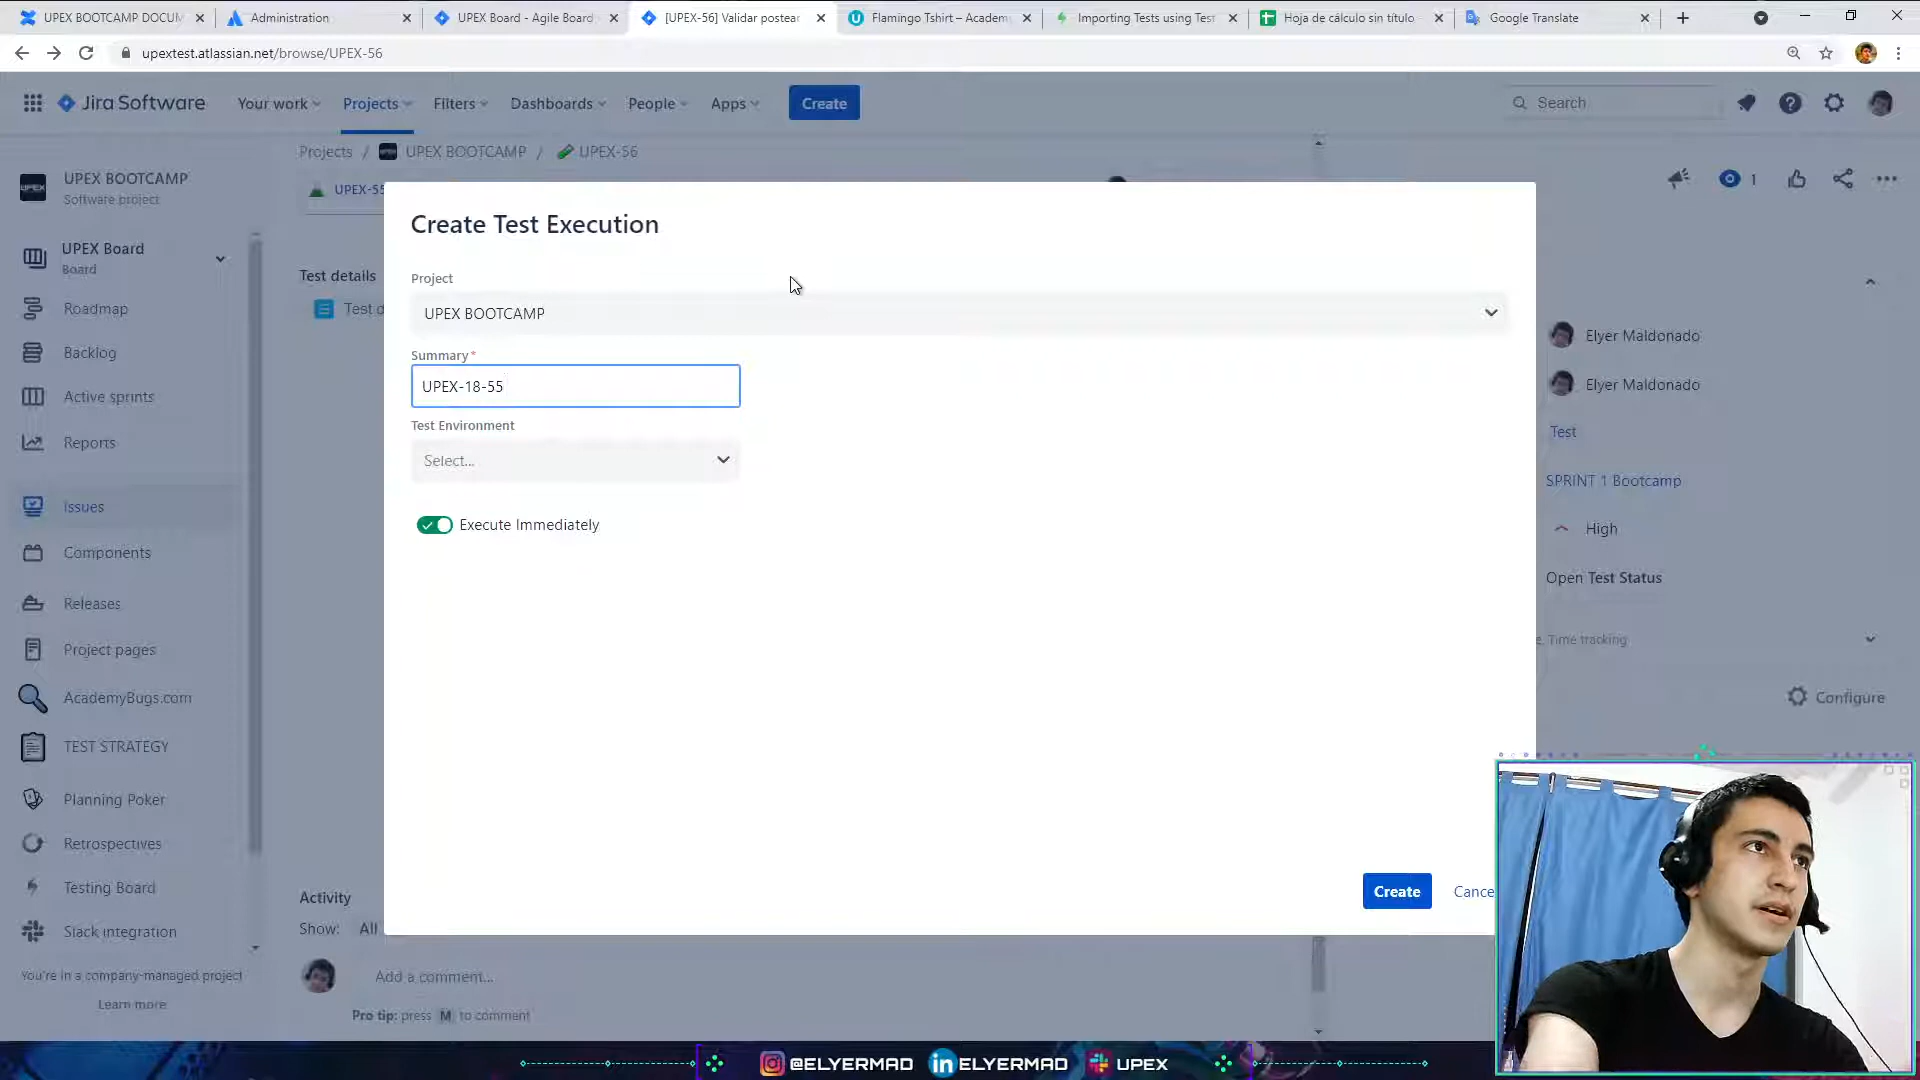 UPEX BOOTCAMP DOCUM
Administration
UPEX Board - Agile Board
[UPEX-56] Validar postear
Flamingo Tshirt – Academ
Importing Tests using Test
Hoja de cálculo sin título
Google Translate
upextest.atlassian.net/browse/UPEX-56
Jira Software
Your work
Projects
Filters
Dashboards
People
Apps
Create
Search
Projects / UPEX BOOTCAMP / UPEX-56
UPEX BOOTCAMP
Software project
UPEX-55
1
UPEX Board
Board
Roadmap
Backlog
Active sprints
Reports
Issues
Components
Releases
Project pages
AcademyBugs.com
TEST STRATEGY
Planning Poker
Retrospectives
Testing Board
Slack integration
You're in a company-managed project
Learn more
Test details
Test d
Create Test Execution
Project
UPEX BOOTCAMP
Summary*
UPEX-18-55
Test Environment
Select...
Execute Immediately
Create
Cance
Elyer Maldonado
Elyer Maldonado
Test
SPRINT 1 Bootcamp
High
Open Test Status
Time tracking
Configure
Activity
Show: All
Add a comment...
Pro tip: press M to comment
@ELYERMAD
in ELYERMAD
UPEX